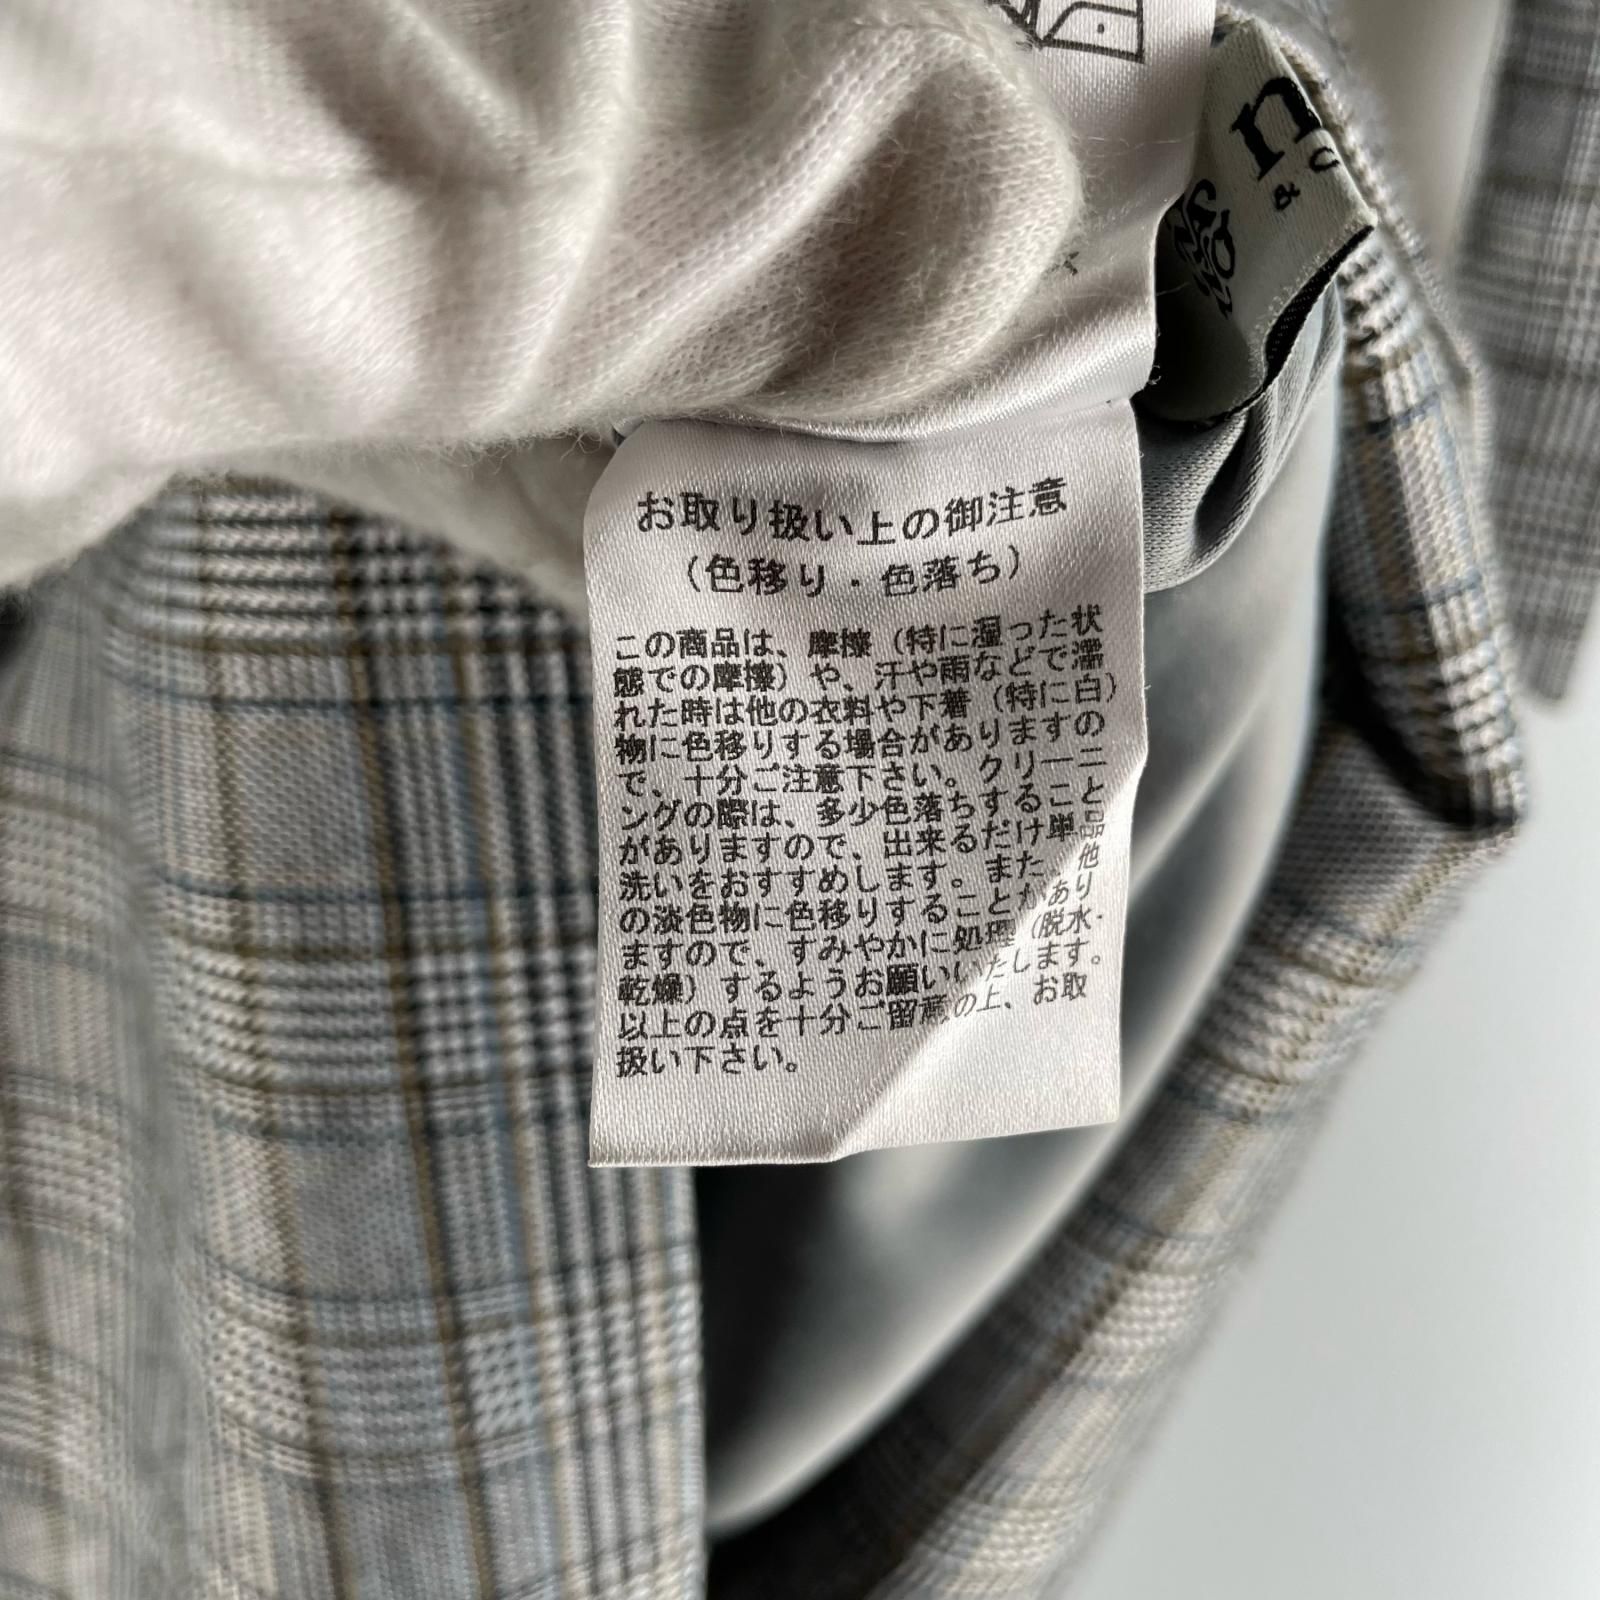 n
&
お取り扱い上の御注意
（色移り・色落ち）
この商品は、摩擦（特に湿った状
態での摩擦）や、汗や雨などで濡
れた時は他の衣料や下着（特に白）
物に色移りする場合がありますの
で、十分ご注意下さい。クリーニ
ングの際は、多少色落ちすること
がありますので、出来るだけ単品
洗いをおすすめします。また、他
の淡色物に色移りすることがあり
ますので、すみやかに処理（脱水・
乾燥）するようお願いいたします。
以上の点を十分ご留意の上、お取
扱い下さい。